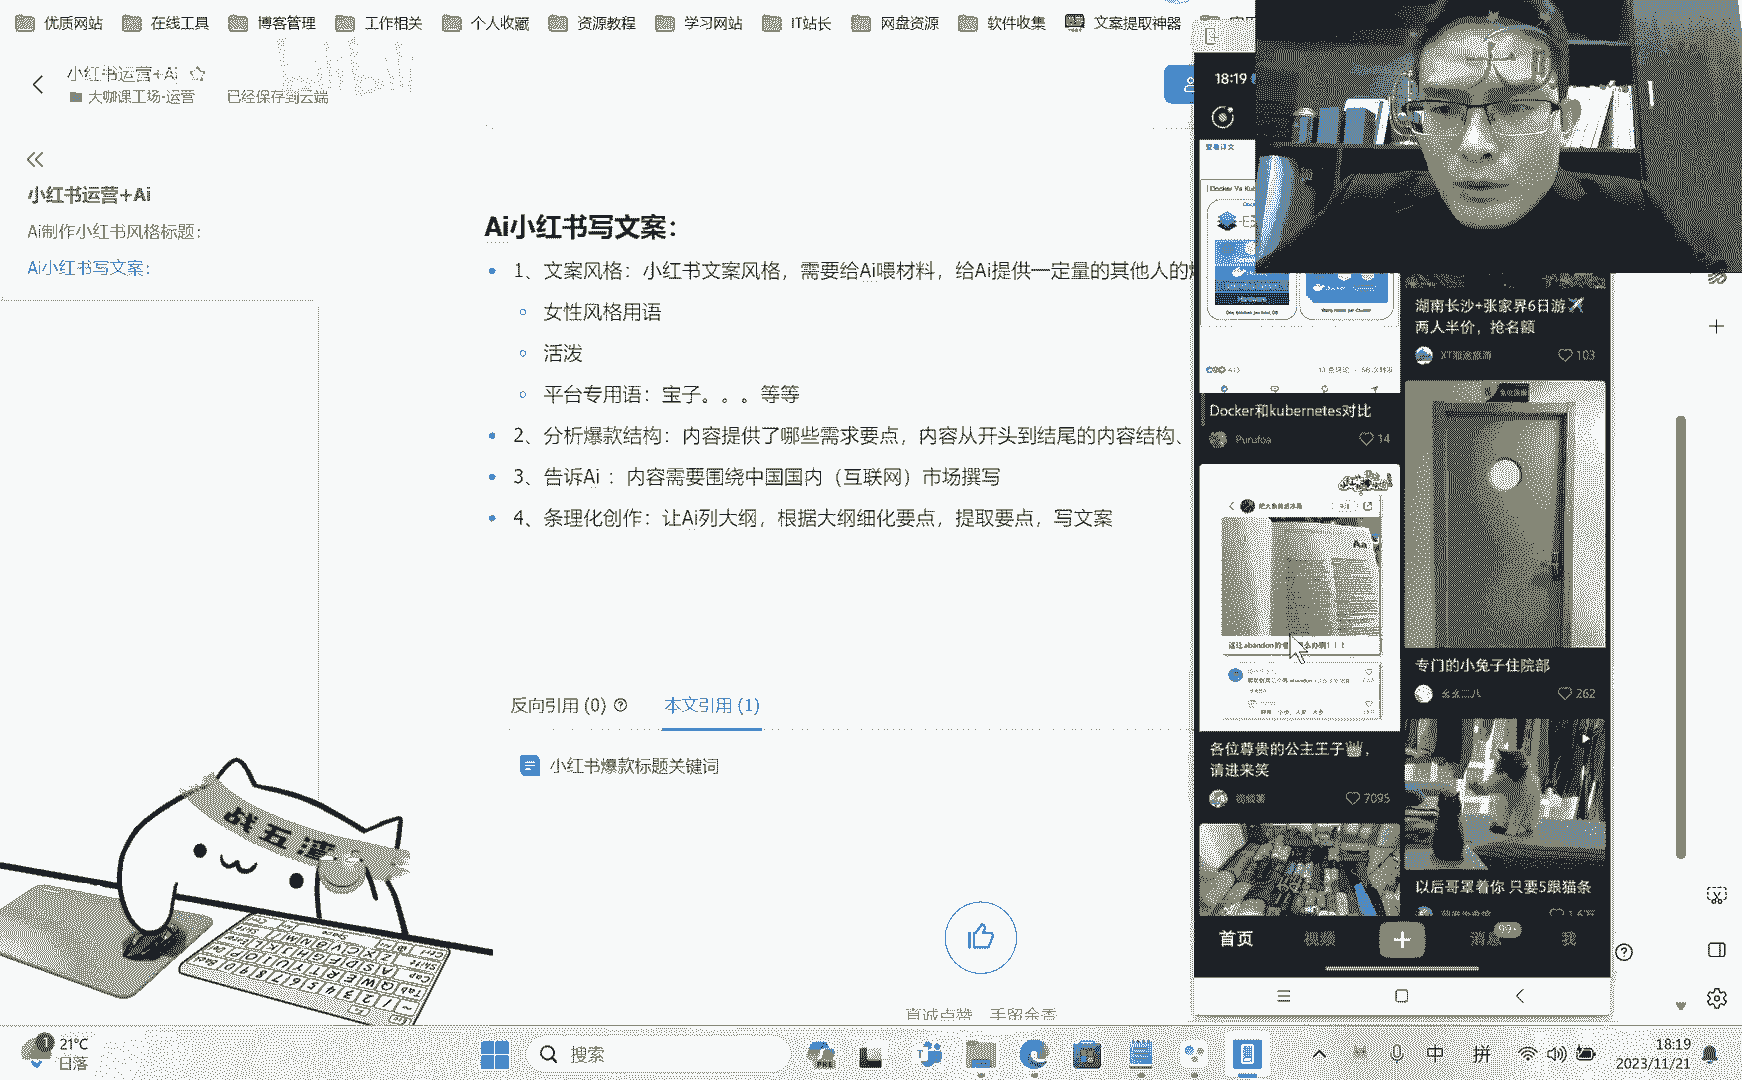 优质网站
在线工具
博客管理
工作相关
个人收藏
资源教程
学习网站
IT站长
网盘资源
软件收集
文案提取神器
bilibili
小红书运营+Ai
大咖课工场-运营
已经保存到云端
小红书运营+Ai
Ai制作小红书风格标题：
Ai小红书写文案：
Ai小红书写文案：
1、文案风格：小红书文案风格，需要给Ai喂材料，给Ai提供一定量的其他人的
女性风格用语
活泼
平台专用语：宝子。。。等等
2、分析爆款结构：内容提供了哪些需求要点，内容从开头到结尾的内容结构、
3、告诉Ai ：内容需要围绕中国国内（互联网）市场撰写
4、条理化创作：让Ai列大纲，根据大纲细化要点，提取要点，写文案
反向引用 (0)
本文引用 (1)
小红书爆款标题关键词
真诚点赞，手留余香
18:19
查看译文
Docker和kubernetes对比
Purufoa
14
各位尊贵的公主王子👑，
请进来笑
7095
湖南长沙+张家界6日游✈️
两人半价，抢名额
103
专门的小兔子住院部
262
以后哥罩着你 只要5跟猫条
1.6万
首页
视频
消息
99+
我
21°C
日落
搜索
中
拼
18:19
2023/11/21